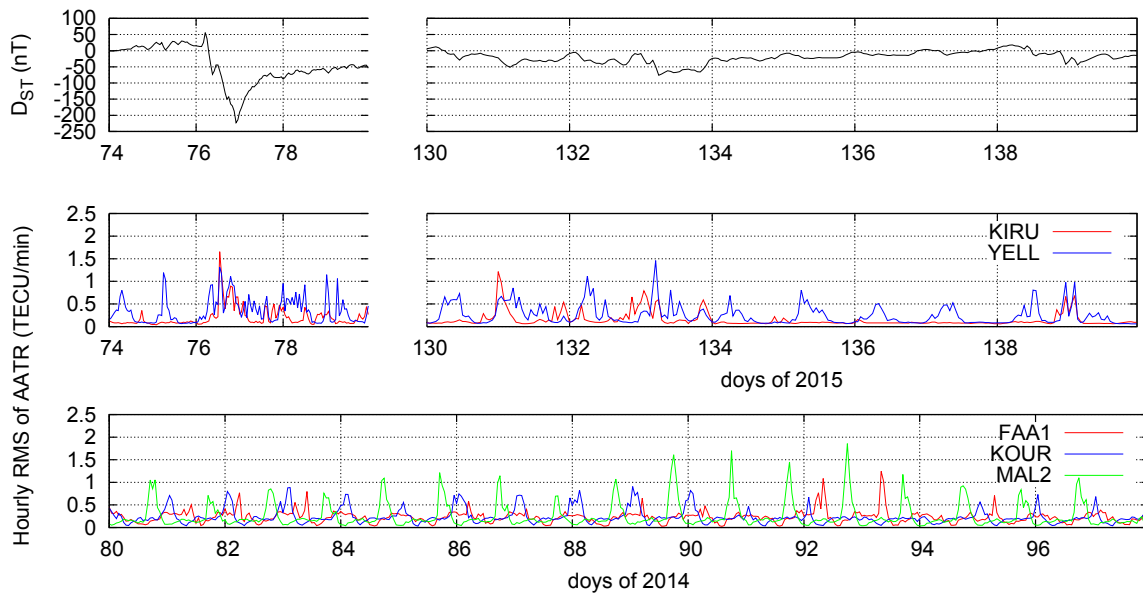 D_ST (nT)
100
50
0
-50
-100
-150
-200
-250
74 76 78 130 132 134 136 138
Hourly RMS of AATR (TECU/min)
2.5
2
1.5
1
0.5
0
KIRU
YELL
74 76 78 130 132 134 136 138
doys of 2015
2.5
2
1.5
1
0.5
0
FAA1
KOUR
MAL2
80 82 84 86 88 90 92 94 96
doys of 2014